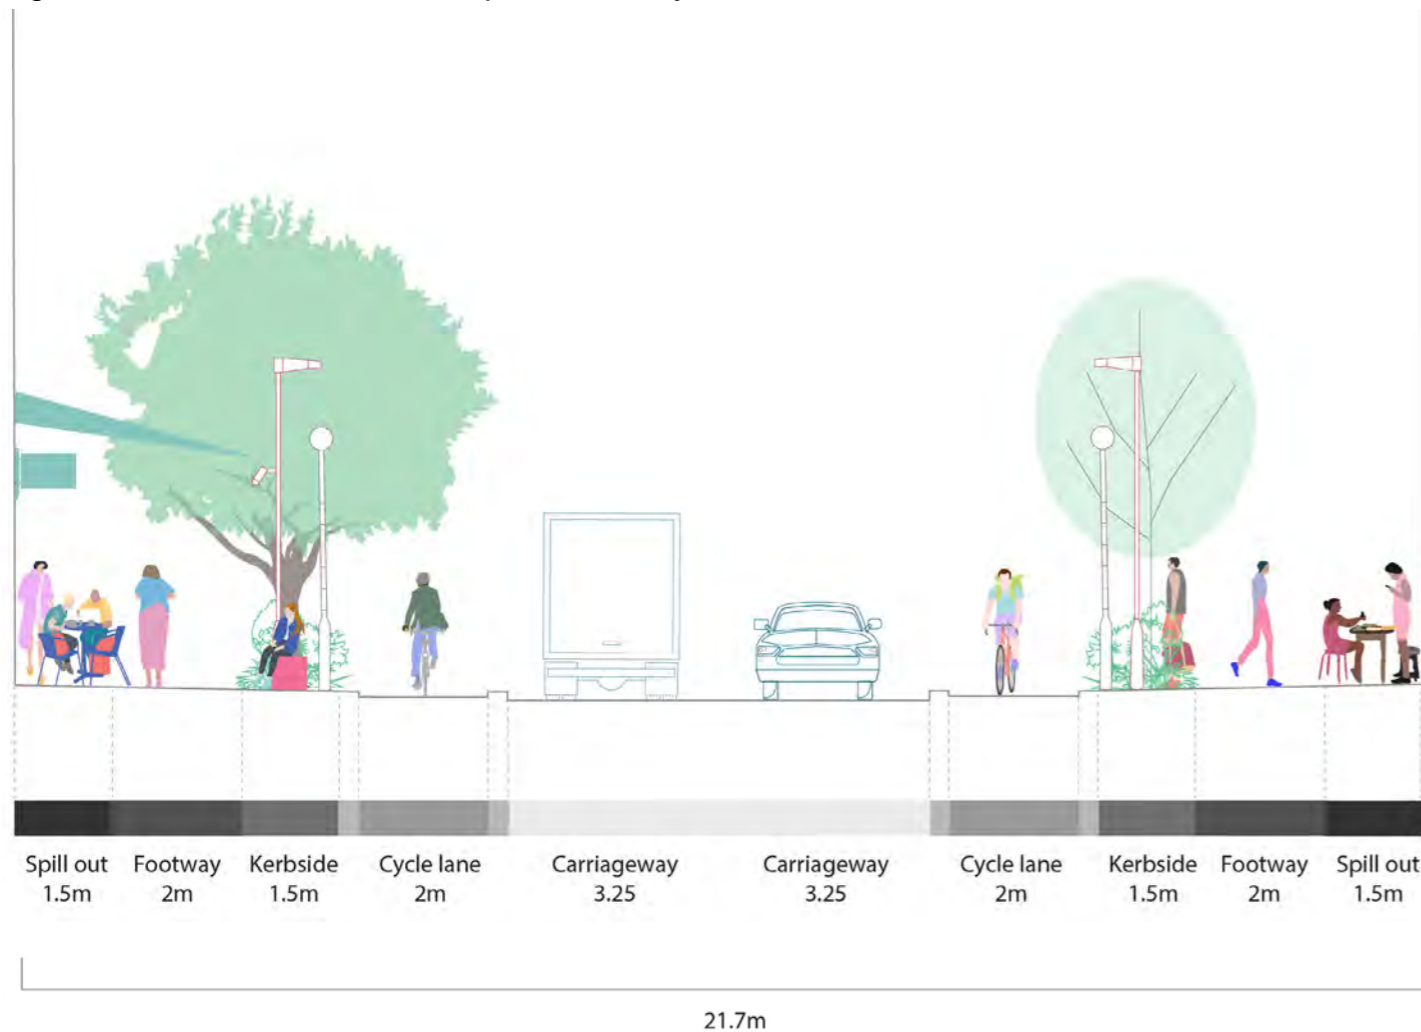 Spill out Footway Kerbside Cycle lane Carriageway Carriageway Cycle lane Kerbside Footway Spill out
1.5m 2m 1.5m 2m 3.25 3.25 2m 1.5m 2m 1.5m
21.7m